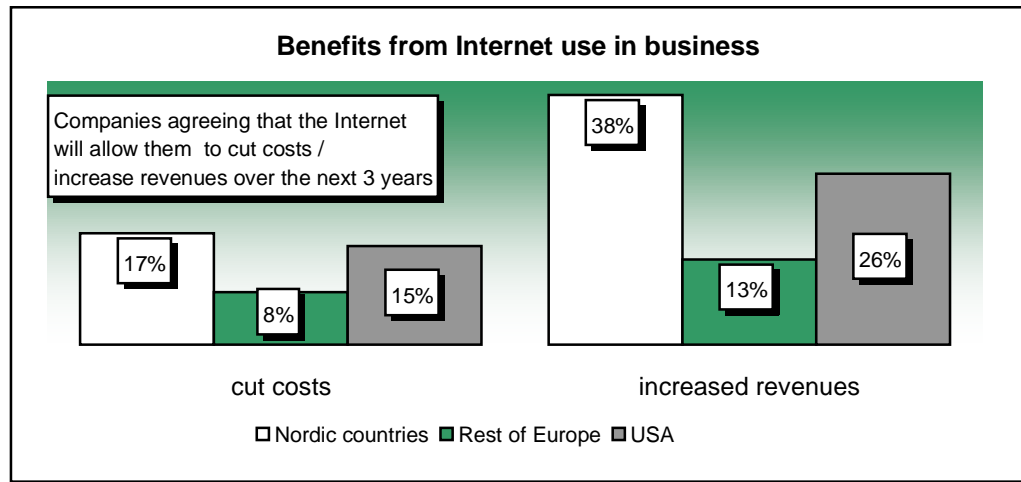 Benefits from Internet use in business
Companies agreeing that the Internet
will allow them to cut costs /
increase revenues over the next 3 years
17%
8%
15%
38%
13%
26%
cut costs
increased revenues
Nordic countries
Rest of Europe
USA